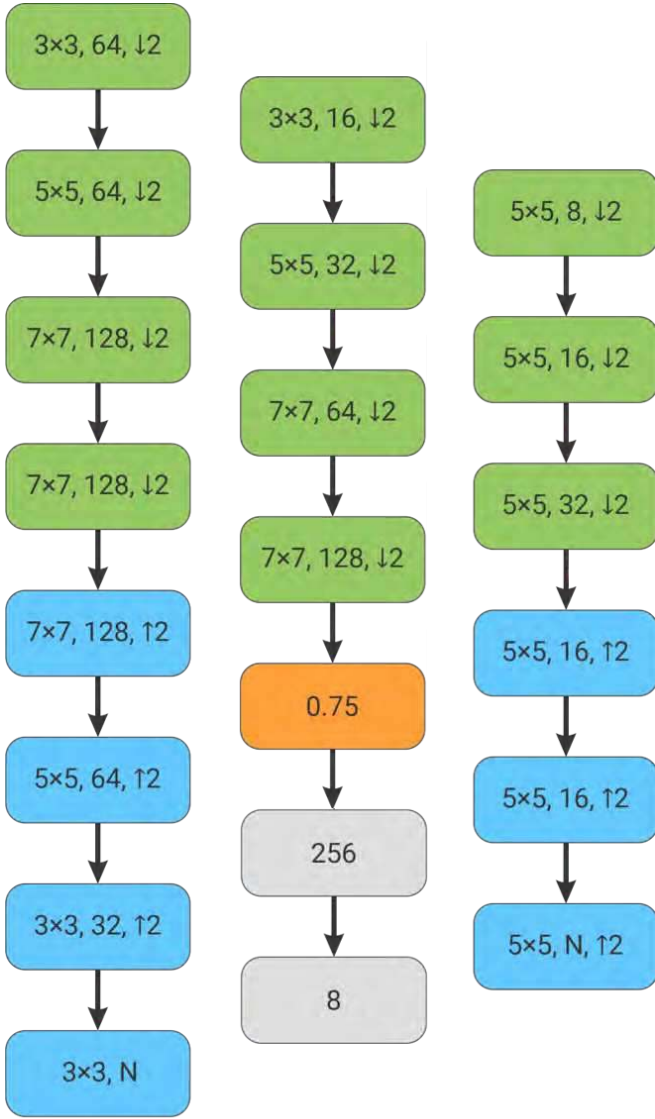 3×3, 64, ↓2
5×5, 64, ↓2
7×7, 128, ↓2
7×7, 128, ↓2
7×7, 128, ↑2
5×5, 64, ↑2
3×3, 32, ↑2
3×3, N
3×3, 16, ↓2
5×5, 32, ↓2
7×7, 64, ↓2
7×7, 128, ↓2
0.75
256
8
5×5, 8, ↓2
5×5, 16, ↓2
5×5, 32, ↓2
5×5, 16, ↑2
5×5, 16, ↑2
5×5, N, ↑2